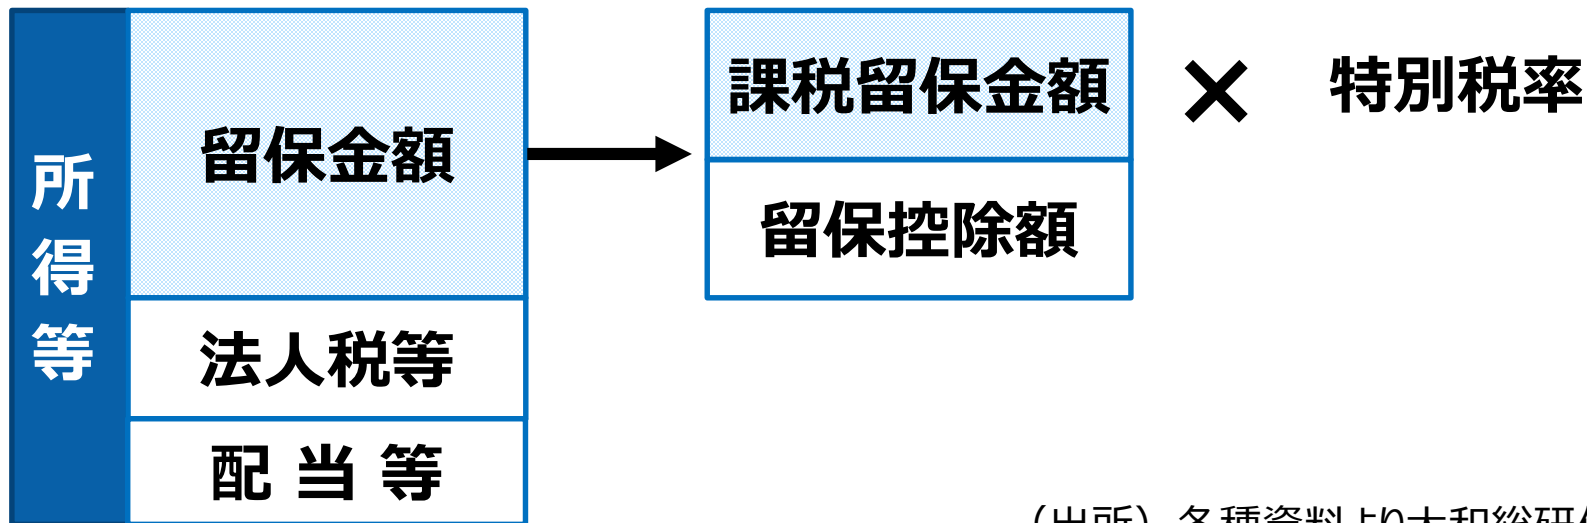 所得等
留保金額
法人税等
配 当 等
課税留保金額
留保控除額
× 特別税率
（出所）各種資料より大和総研